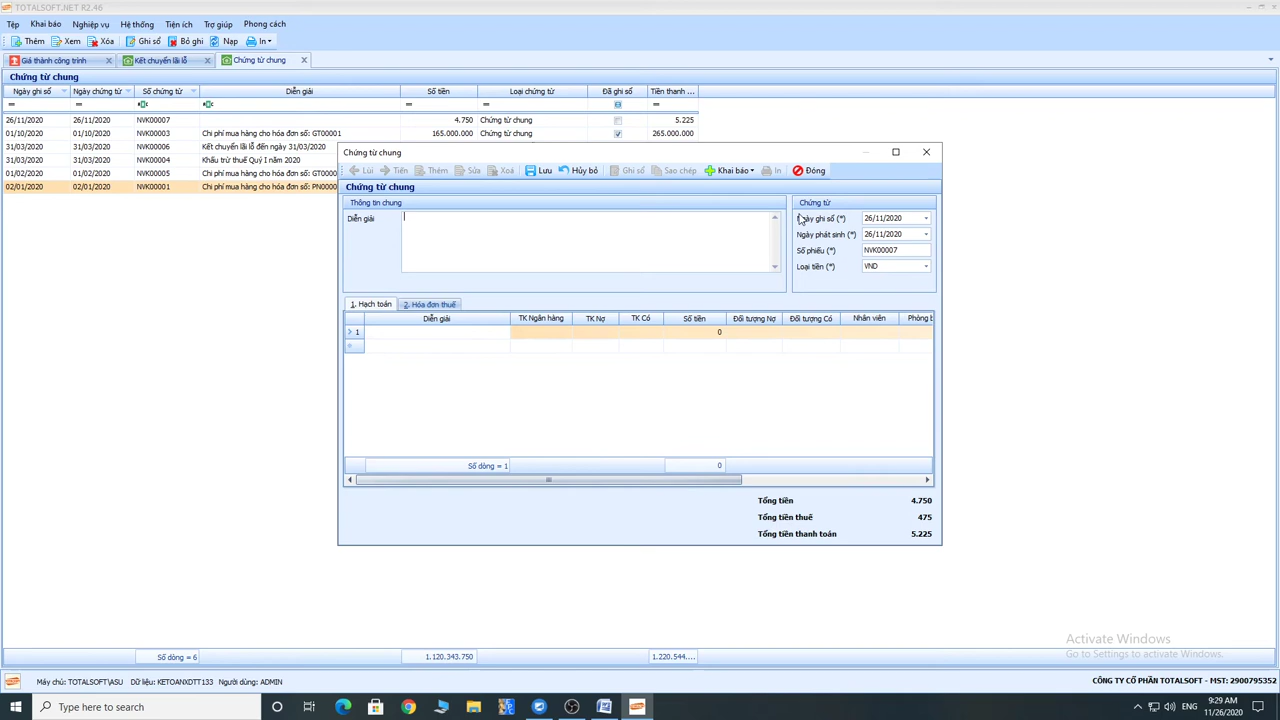 TOTALSOFT.NET R2.46
Tệp Khai báo Nghiệp vụ Hệ thống Tiện ích Trợ giúp Phong cách
Thêm Xem Xóa Ghi sổ Bỏ ghi Nạp In
Giá thành công trình Kết chuyển lãi lỗ Chứng từ chung
Chứng từ chung
Ngày ghi sổ Ngày chứng từ Số chứng từ Diễn giải Số tiền Loại chứng từ Đã ghi sổ Tiền thanh ...
26/11/2020 26/11/2020 NVK00007 4.750 Chứng từ chung 5.225
01/10/2020 01/10/2020 NVK00003 Chi phí mua hàng cho hóa đơn số: GT00001 165.000.000 Chứng từ chung 265.000.000
31/03/2020 31/03/2020 NVK00006 Kết chuyển lãi lỗ đến ngày 31/03/2020
31/03/2020 31/03/2020 NVK00004 Khấu trừ thuế Quý I năm 2020
01/02/2020 01/02/2020 NVK00005 Chi phí mua hàng cho hóa đơn số: GT000
02/01/2020 02/01/2020 NVK00001 Chi phí mua hàng cho hóa đơn số: PN0000
Chứng từ chung
Lùi Tiến Thêm Sửa Xoá Lưu Hủy bỏ Ghi sổ Sao chép Khai báo In Đóng
Chứng từ chung
Thông tin chung
Diễn giải
Chứng từ
Ngày ghi sổ (*) 26/11/2020
Ngày phát sinh (*) 26/11/2020
Số phiếu (*) NVK00007
Loại tiền (*) VND
1. Hạch toán 2. Hóa đơn thuế
Diễn giải TK Ngân hàng TK Nợ TK Có Số tiền Đối tượng Nợ Đối tượng Có Nhân viên Phòng b
1 0
Số dòng = 1 0
Tổng tiền 4.750
Tổng tiền thuế 475
Tổng tiền thanh toán 5.225
Activate Windows
Go to Settings to activate Windows.
Số dòng = 6 1.120.343.750 1.220.544....
Máy chủ: TOTALSOFT\ASU Dữ liệu: KETOANXDTT133 Người dùng: ADMIN CÔNG TY CỔ PHẦN TOTALSOFT - MST: 2900795352
Type here to search ENG 9:29 AM
11/26/2020